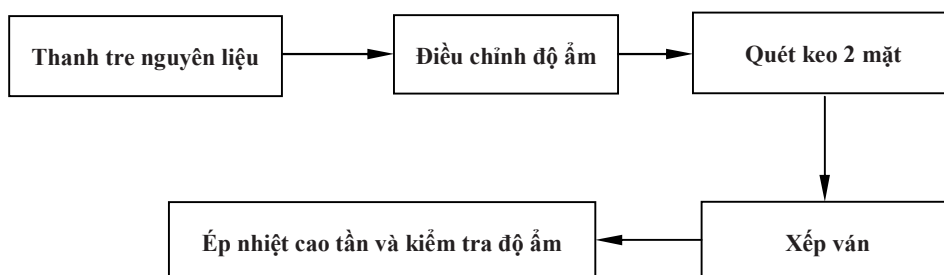 Thanh tre nguyên liệu
Điều chỉnh độ ẩm
Quét keo 2 mặt
Xếp ván
Ép nhiệt cao tần và kiểm tra độ ẩm